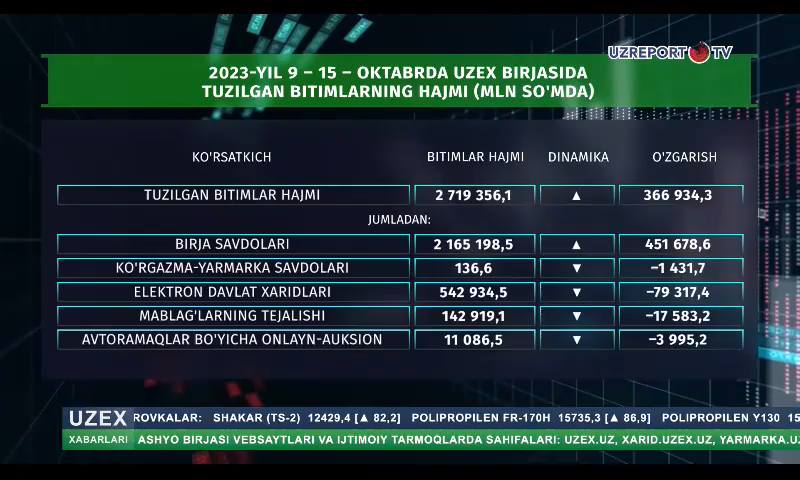 UZREPORT TV
2023-YIL 9 – 15 – OKTABRDA UZEX BIRJASIDA
TUZILGAN BITIMLARNING HAJMI (MLN SO'MDA)
KO'RSATKICH BITIMLAR HAJMI DINAMIKA O'ZGARISH
TUZILGAN BITIMLAR HAJMI 2 719 356,1 ▲ 366 934,3
JUMLADAN:
BIRJA SAVDOLARI 2 165 198,5 ▲ 451 678,6
KO'RGAZMA-YARMARKA SAVDOLARI 136,6 ▼ –1 431,7
ELEKTRON DAVLAT XARIDLARI 542 934,5 ▼ –79 317,4
MABLAG'LARNING TEJALISHI 142 919,1 ▼ –17 583,2
AVTORAMAQLAR BO'YICHA ONLAYN-AUKSION 11 086,5 ▼ –3 995,2
UZEX ROVKALAR: SHAKAR (TS-2) 12429,4 [▲ 82,2] POLIPROPILEN FR-170H 15735,3 [▲ 86,9] POLIPROPILEN Y130 15
XABARLARI ASHYO BIRJASI VEBSAYTLARI VA IJTIMOIY TARMOQLARDA SAHIFALARI: UZEX.UZ, XARID.UZEX.UZ, YARMARKA.UZ